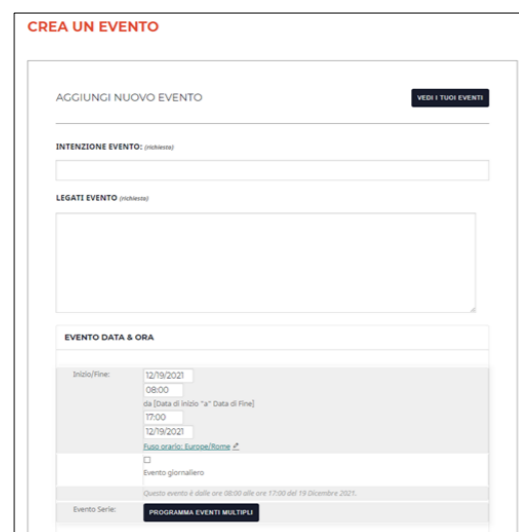 CREA UN EVENTO
AGGIUNGI NUOVO EVENTO
VEDI I TUOI EVENTI
INTENZIONE EVENTO: (richiesta)
LEGATI EVENTO (richiesta)
EVENTO DATA & ORA
Inizio/Fine:
12/19/2021
08:00
da [Data di inizio "a" Data di Fine]
17:00
12/19/2021
Fuso orario: Europe/Rome
Evento giornaliero
Questo evento è dalle ore 08:00 alle ore 17:00 del 19 Dicembre 2021.
Evento Serie:
PROGRAMMA EVENTI MULTIPLI